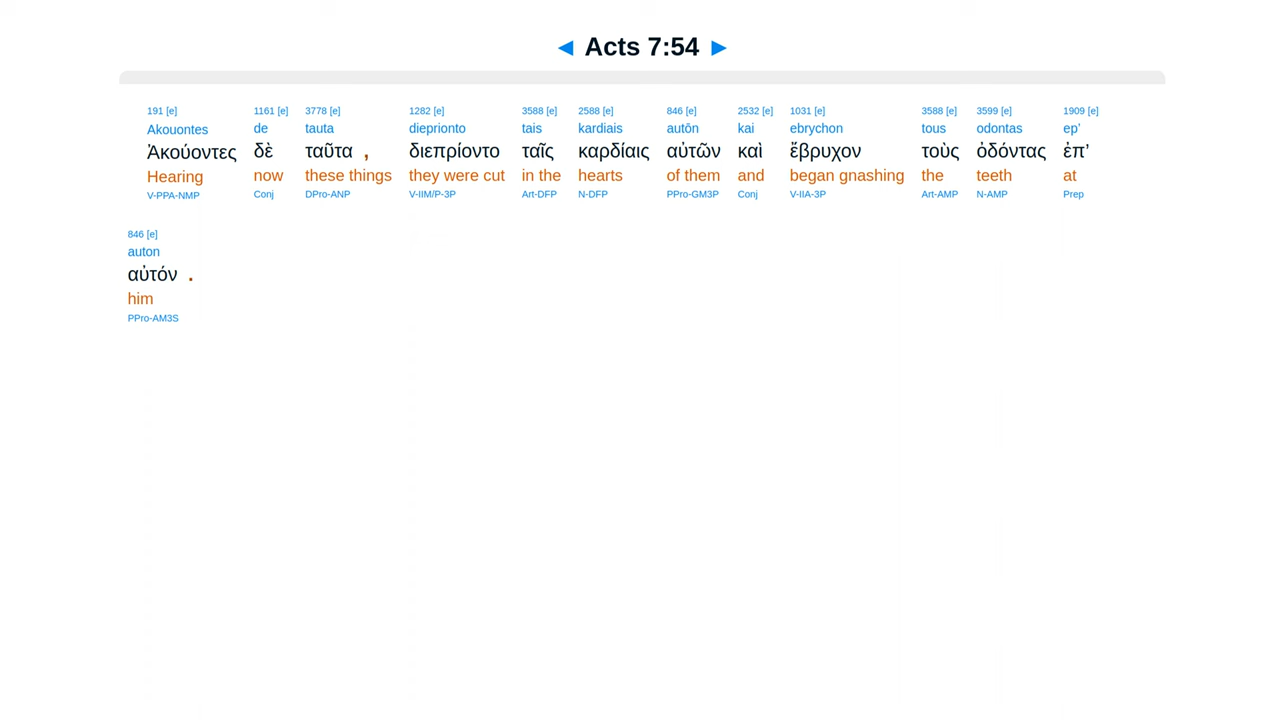 ◄ Acts 7:54 ►
191 [e] 1161 [e] 3778 [e] 1282 [e] 3588 [e] 2588 [e] 846 [e] 2532 [e] 1031 [e] 3588 [e] 3599 [e] 1909 [e]
Akouontes de tauta dieprionto tais kardiais autōn kai ebrychon tous odontas ep’
Ἀκούοντες δὲ ταῦτα , διεπρίοντο ταῖς καρδίαις αὐτῶν καὶ ἔβρυχον τοὺς ὀδόντας ἐπ’
Hearing now these things they were cut in the hearts of them and began gnashing the teeth at
V-PPA-NMP Conj DPro-ANP V-IIM/P-3P Art-DFP N-DFP PPro-GM3P Conj V-IIA-3P Art-AMP N-AMP Prep
846 [e]
auton
αὐτόν .
him
PPro-AM3S